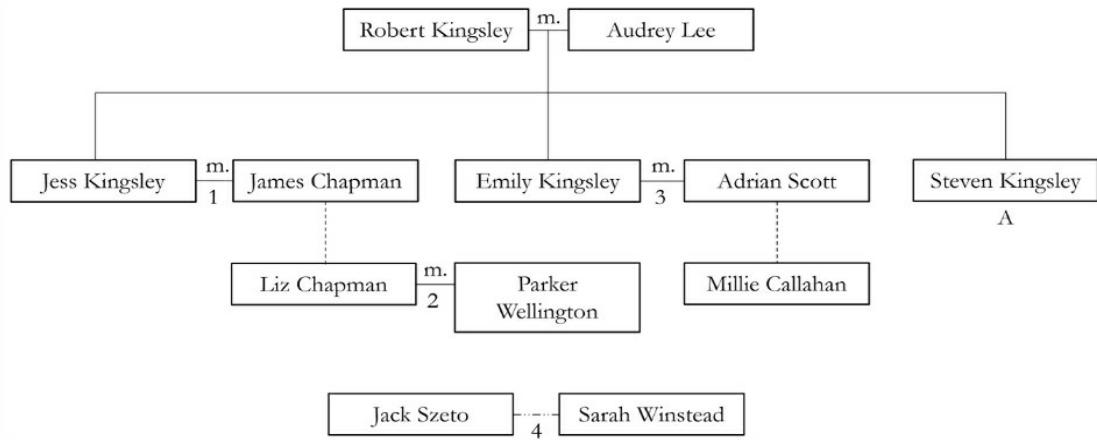 m.
Robert Kingsley Audrey Lee
m. m.
Jess Kingsley James Chapman Emily Kingsley Adrian Scott Steven Kingsley
1 3 A
m.
Liz Chapman Parker Wellington Millie Callahan
2
Jack Szeto Sarah Winstead
4